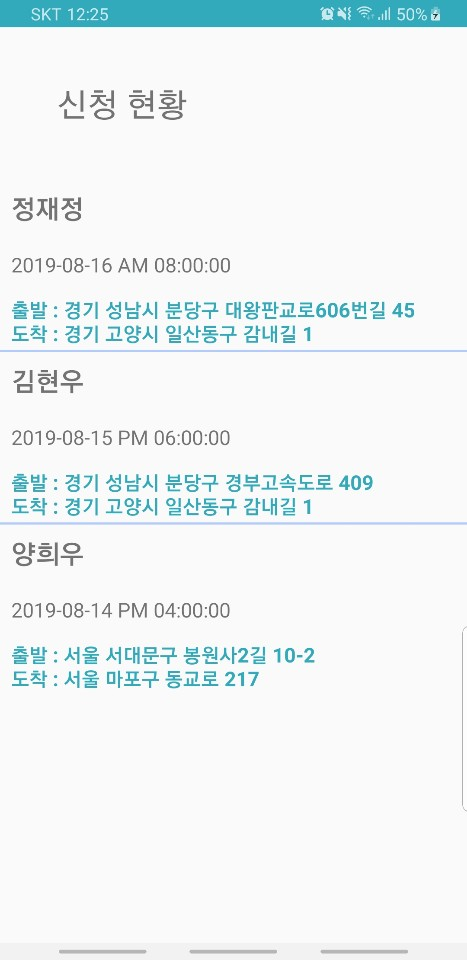 SKT 12:25
50%
신청 현황
정재정
2019-08-16 AM 08:00:00
출발 : 경기 성남시 분당구 대왕판교로606번길 45
도착 : 경기 고양시 일산동구 감내길 1
김현우
2019-08-15 PM 06:00:00
출발 : 경기 성남시 분당구 경부고속도로 409
도착 : 경기 고양시 일산동구 감내길 1
양희우
2019-08-14 PM 04:00:00
출발 : 서울 서대문구 봉원사2길 10-2
도착 : 서울 마포구 동교로 217